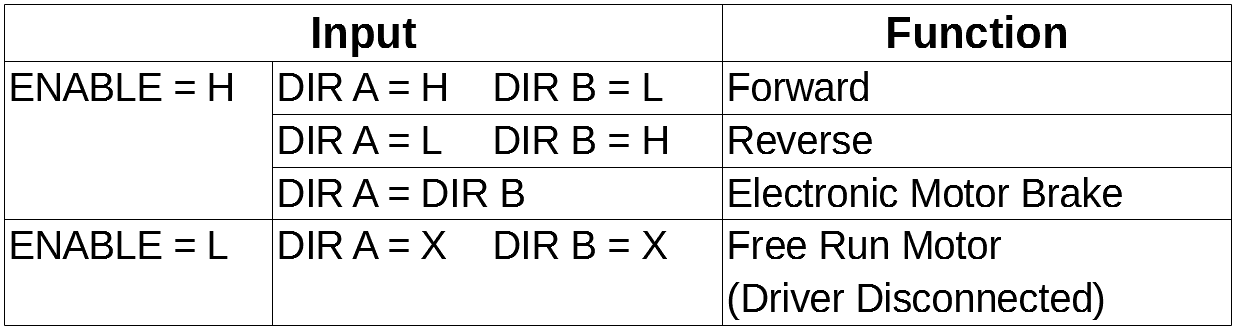 Input Function
ENABLE = H DIR A = H DIR B = L Forward
DIR A = L DIR B = H Reverse
DIR A = DIR B Electronic Motor Brake
ENABLE = L DIR A = X DIR B = X Free Run Motor
(Driver Disconnected)